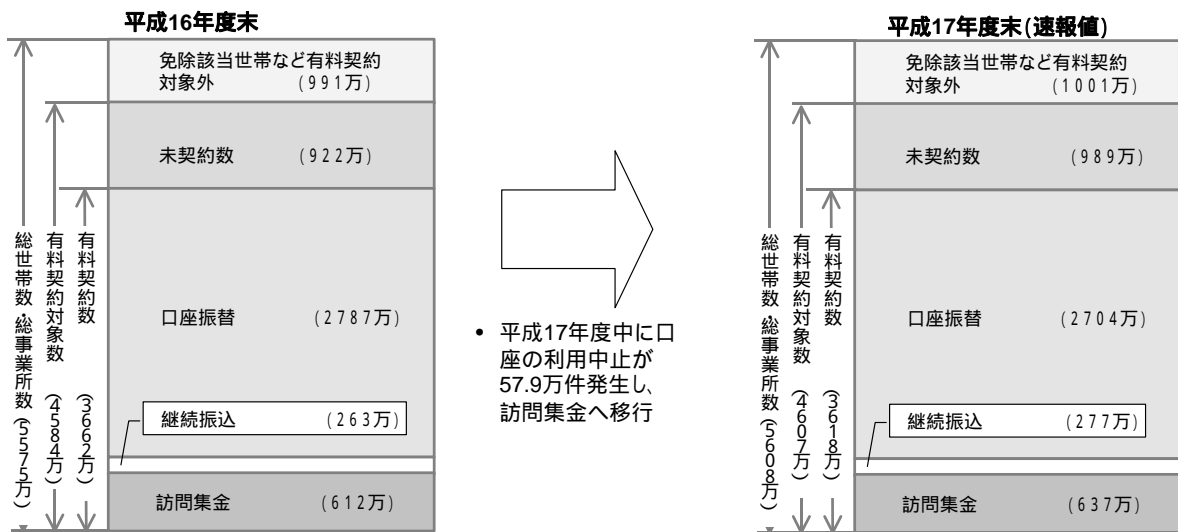 平成16年度末
免除該当世帯など有料契約
対象外 (991万)
未契約数 (922万)
口座振替 (2787万)
継続振込 (263万)
訪問集金 (612万)
総世帯数・総事業所数(5575万)
有料契約対象数 (4584万)
有料契約数 (3662万)
• 平成17年度中に口
座の利用中止が
57.9万件発生し、
訪問集金へ移行
平成17年度末(速報値)
免除該当世帯など有料契約
対象外 (1001万)
未契約数 (989万)
口座振替 (2704万)
継続振込 (277万)
訪問集金 (637万)
総世帯数・総事業所数(5608万)
有料契約対象数 (4607万)
有料契約数 (3618万)